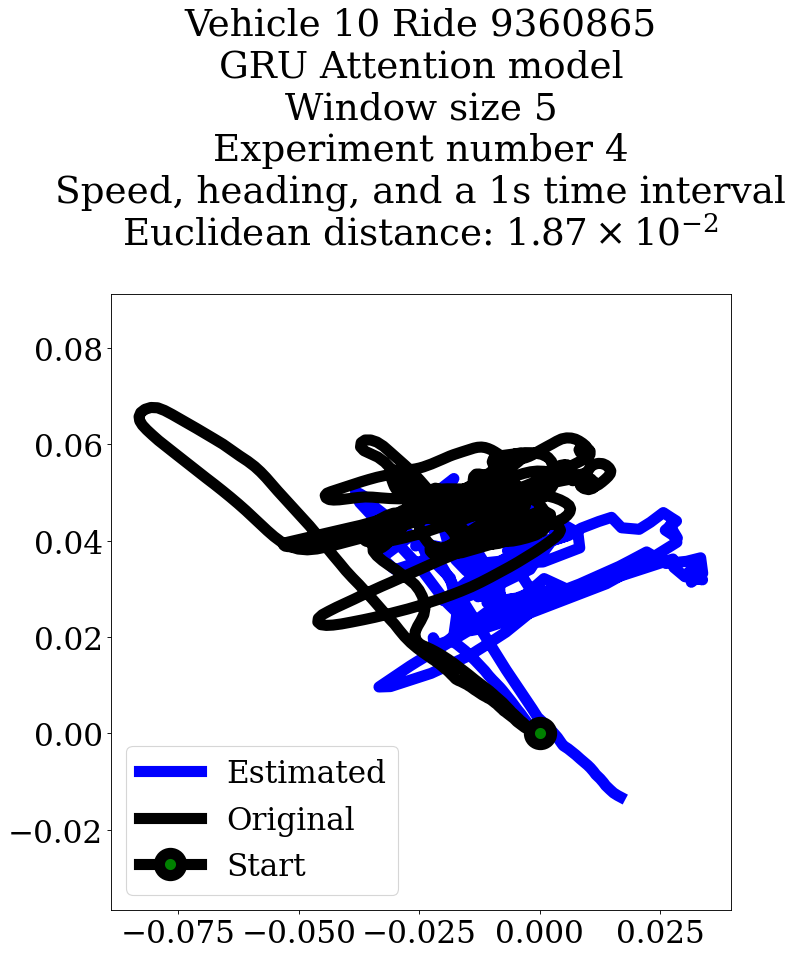 Vehicle 10 Ride 9360865
GRU Attention model
Window size 5
Experiment number 4
Speed, heading, and a 1s time interval
Euclidean distance: 1.87 × 10⁻²
0.08
0.06
0.04
0.02
0.00
−0.02
Estimated
Original
Start
−0.075 −0.050 −0.025 0.000 0.025